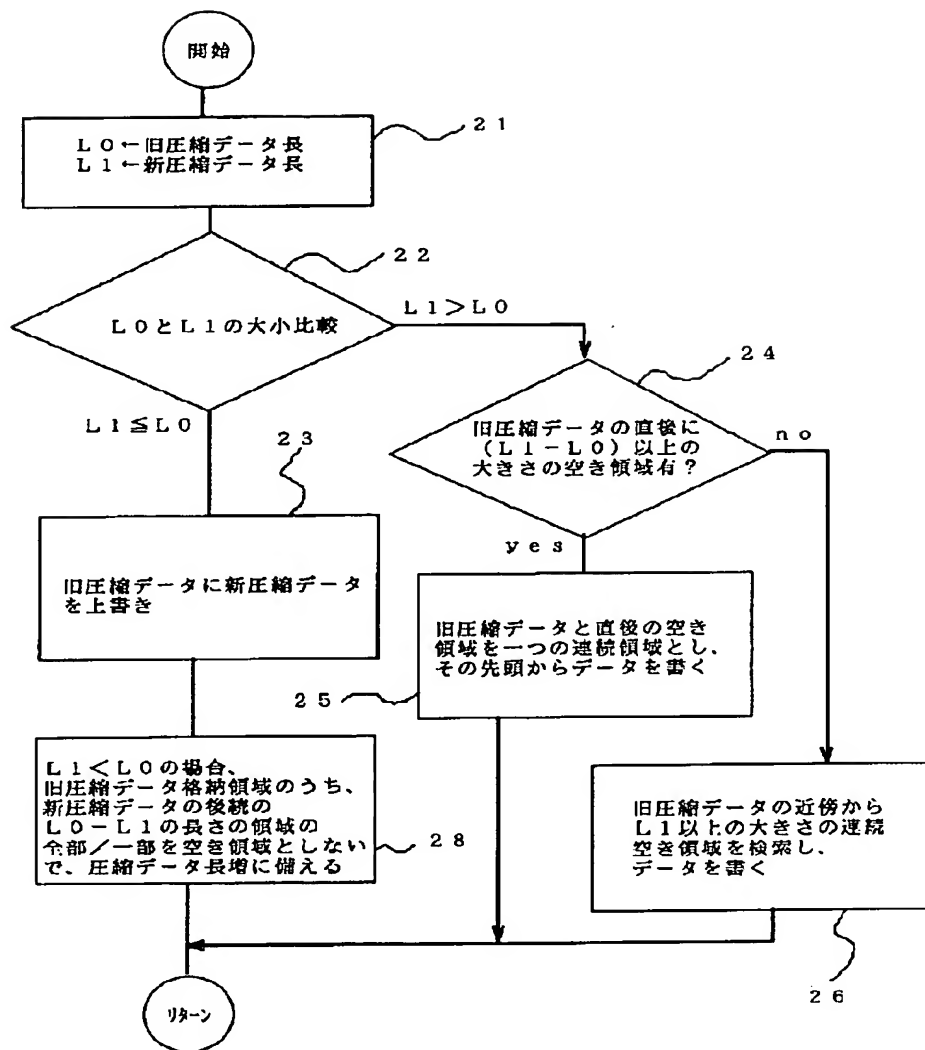 開始
21
L0←旧圧縮データ長
L1←新圧縮データ長
22
L0とL1の大小比較
L1>L0
L1≦L0
24
旧圧縮データの直後に
(L1-L0)以上の
大きさの空き領域有?
no
yes
23
旧圧縮データに新圧縮データ
を上書き
旧圧縮データと直後の空き
領域を一つの連続領域とし、
その先頭からデータを書く
25
L1<L0の場合、
旧圧縮データ格納領域のうち、
新圧縮データの後続の
L0-L1の長さの領域の
全部/一部を空き領域としない
で、圧縮データ長増に備える
28
旧圧縮データの近傍から
L1以上の大きさの連続
空き領域を検索し、
データを書く
26
リターン